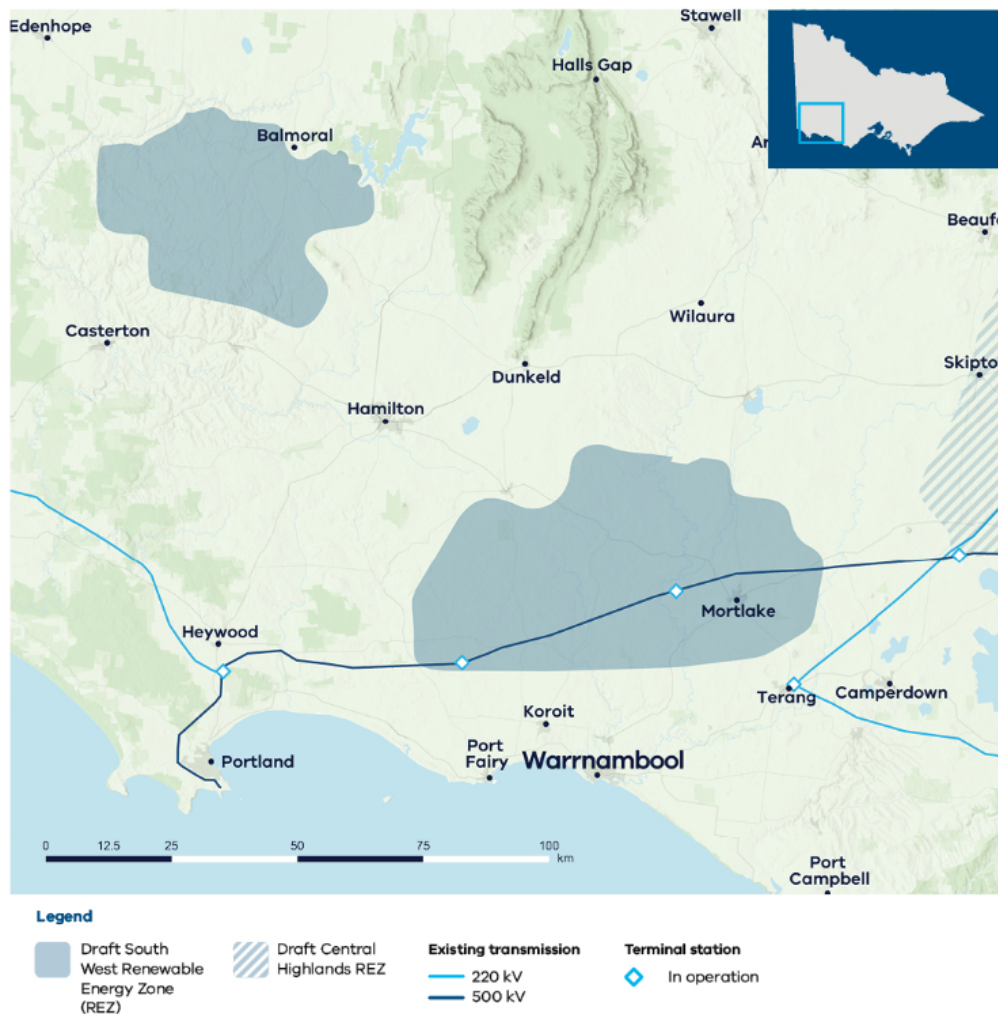 Edenhope
Stawell
Halls Gap
Balmoral
Ar
Beaufo
Casterton
Wilaura
Skipto
Dunkeld
Hamilton
Mortlake
Heywood
Terang
Camperdown
Koroit
Port
Fairy
Warrnambool
Portland
0 12.5 25 50 75 100
km
Port
Campbell
Legend
Draft South
West Renewable
Energy Zone
(REZ)
Draft Central
Highlands REZ
Existing transmission
220 kV
500 kV
Terminal station
In operation